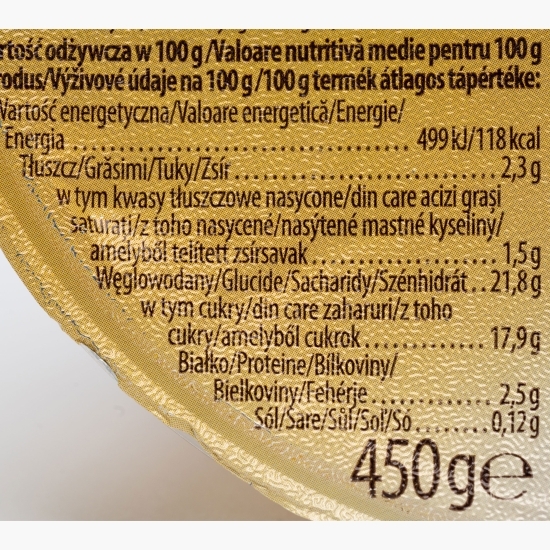 rtość odżywcza w 100 g/Valoare nutritivă medie pentru 100 g
odus/Výživové údaje na 100 g/100 g termék átlagos tápértéke:
Wartość energetyczna/Valoare energetică/Energie/
Energia ............ 499 kJ/118 kcal
Tłuszcz/Grăsimi/Tuky/Zsír ............ 2,3 g
w tym kwasy tłuszczowe nasycone/din care acizi grași
saturați/z toho nasycené/nasýtené mastné kyseliny/
amelyből telített zsírsavak ............ 1,5 g
Węglowodany/Glucide/Sacharidy/Szénhidrát .. 21,8 g
w tym cukry/din care zaharuri/z toho
cukry/amelyből cukrok ............ 17,9 g
Białko/Proteine/Bílkoviny/
Bielkoviny/Fehérje ............ 2,5 g
Sól/Sare/Sůl/Soľ/Só ......... 0,12 g
450 g e